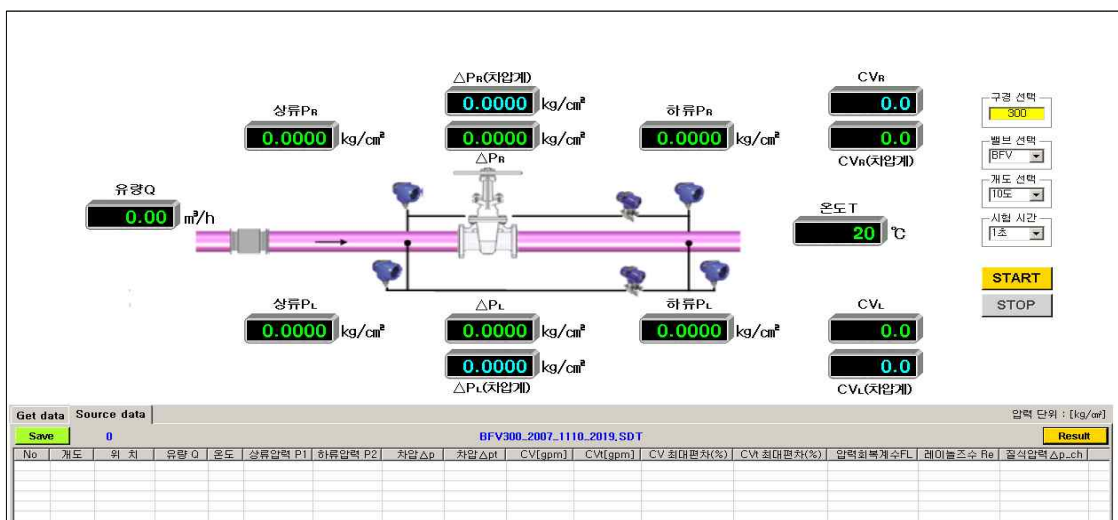 △PR(차압계)
CVR
0.0000 kg/cm²
0.0
상류PR
하류PR
0.0000 kg/cm²
0.0000 kg/cm²
0.0000 kg/cm²
0.0
△PR
CVR(차압계)
구경 선택
300
밸브 선택
BFV
개도 선택
10도
시험 시간
1초
유량Q
0.00 m³/h
온도T
20 ℃
START
STOP
상류PL
△PL
하류PL
CVL
0.0000 kg/cm²
0.0000 kg/cm²
0.0000 kg/cm²
0.0
0.0000 kg/cm²
0.0
△PL(차압계)
CVL(차압계)
Get data Source data 압력 단위 : [kg/㎠]
Save 0 BFV300_2007_1110_2019.SDT Result
No 개도 위 치 유량 Q 온도 상류압력 P1 하류압력 P2 차압△p 차압△pt CV[gpm] CVt[gpm] CV 최대편차(%) CVt 최대편차(%) 압력회복계수FL 레이놀즈수 Re 질식압력△p_ch